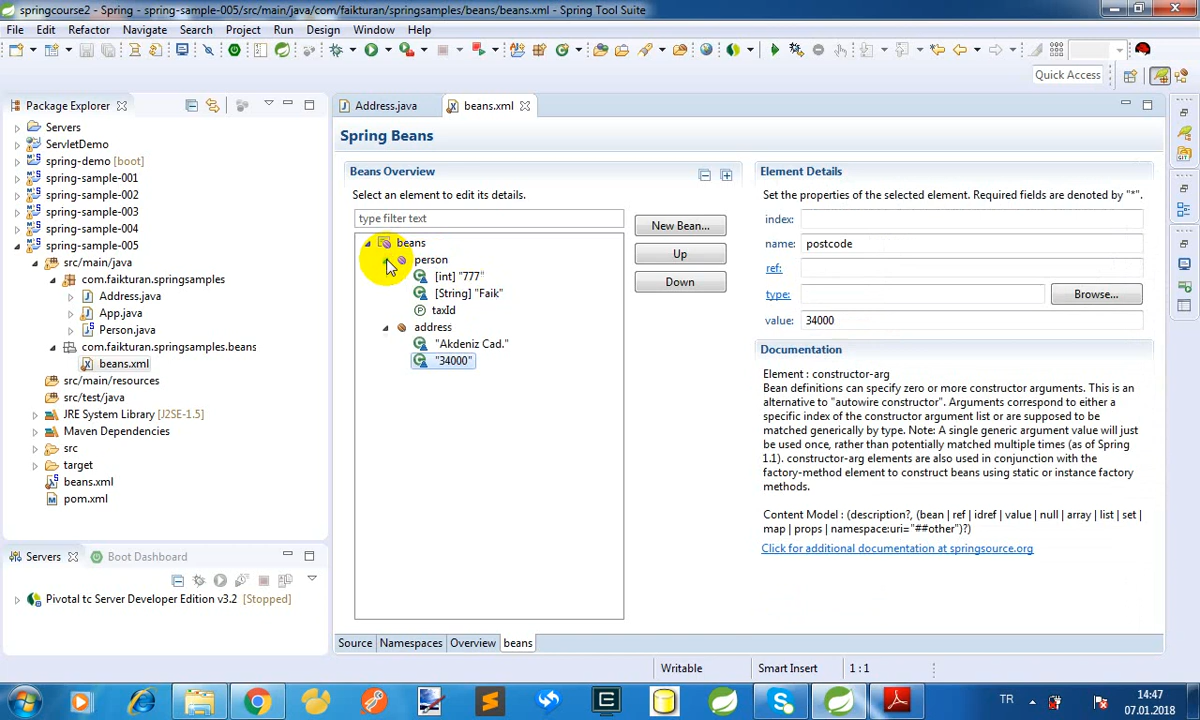 springcourse2 - Spring - spring-sample-005/src/main/java/com/faikturan/springsamples/beans/beans.xml - Spring Tool Suite
File Edit Refactor Navigate Search Project Run Design Window Help
Quick Access
Package Explorer
Servers
ServletDemo
spring-demo [boot]
spring-sample-001
spring-sample-002
spring-sample-003
spring-sample-004
spring-sample-005
src/main/java
com.faikturan.springsamples
Address.java
App.java
Person.java
com.faikturan.springsamples.beans
beans.xml
src/main/resources
src/test/java
JRE System Library [J2SE-1.5]
Maven Dependencies
src
target
beans.xml
pom.xml
Servers Boot Dashboard
Pivotal tc Server Developer Edition v3.2 [Stopped]
Address.java beans.xml
Spring Beans
Beans Overview
Select an element to edit its details.
type filter text
beans
person
[int] "777"
[String] "Faik"
taxId
address
"Akdeniz Cad."
"34000"
New Bean...
Up
Down
Element Details
Set the properties of the selected element. Required fields are denoted by "*".
index:
name: postcode
ref:
type: Browse...
value: 34000
Documentation
Element : constructor-arg
Bean definitions can specify zero or more constructor arguments. This is an
alternative to "autowire constructor". Arguments correspond to either a
specific index of the constructor argument list or are supposed to be
matched generically by type. Note: A single generic argument value will just
be used once, rather than potentially matched multiple times (as of Spring
1.1). constructor-arg elements are also used in conjunction with the
factory-method element to construct beans using static or instance factory
methods.
Content Model : (description?, (bean | ref | idref | value | null | array | list | set |
map | props | namespace:uri="##other")?)
Click for additional documentation at springsource.org
Source Namespaces Overview beans
Writable Smart Insert 1 : 1
TR 14:47
07.01.2018